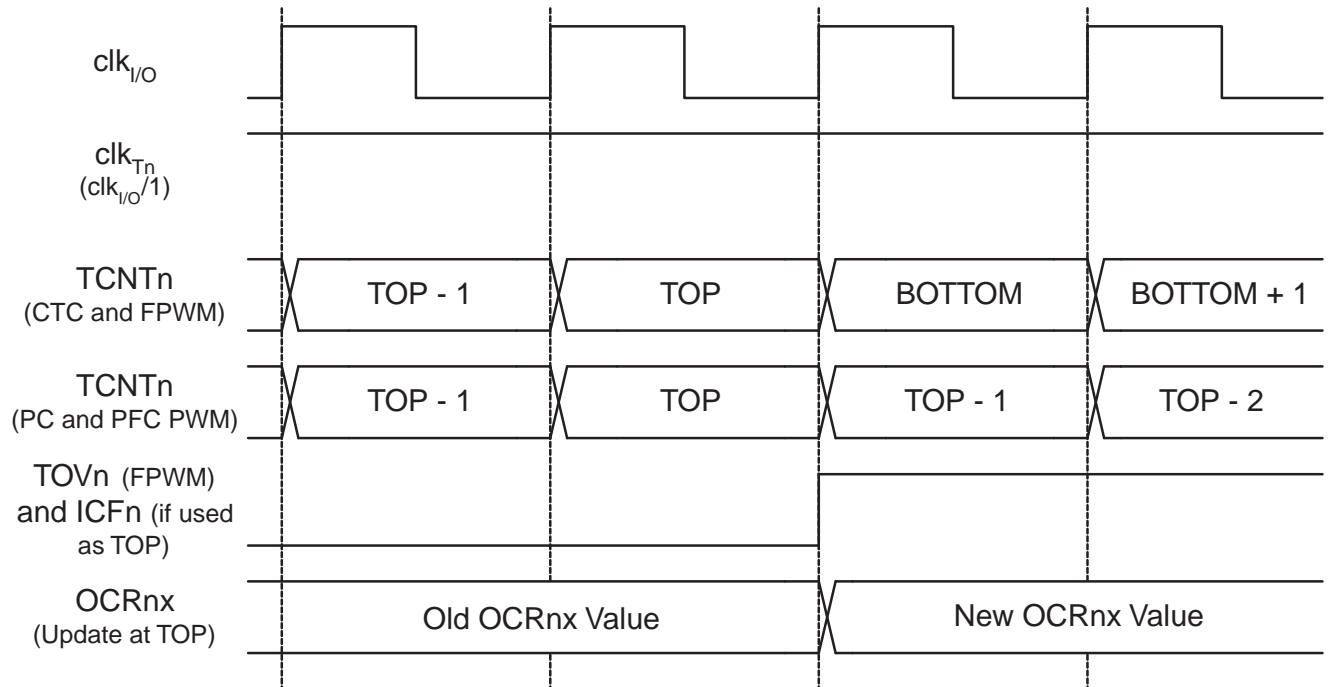 clkI/O
clkTn
(clkI/O/1)
TCNTn
(CTC and FPWM)
TOP - 1
TOP
BOTTOM
BOTTOM + 1
TCNTn
(PC and PFC PWM)
TOP - 1
TOP
TOP - 1
TOP - 2
TOVn (FPWM)
and ICFn (if used
as TOP)
OCRnx
(Update at TOP)
Old OCRnx Value
New OCRnx Value